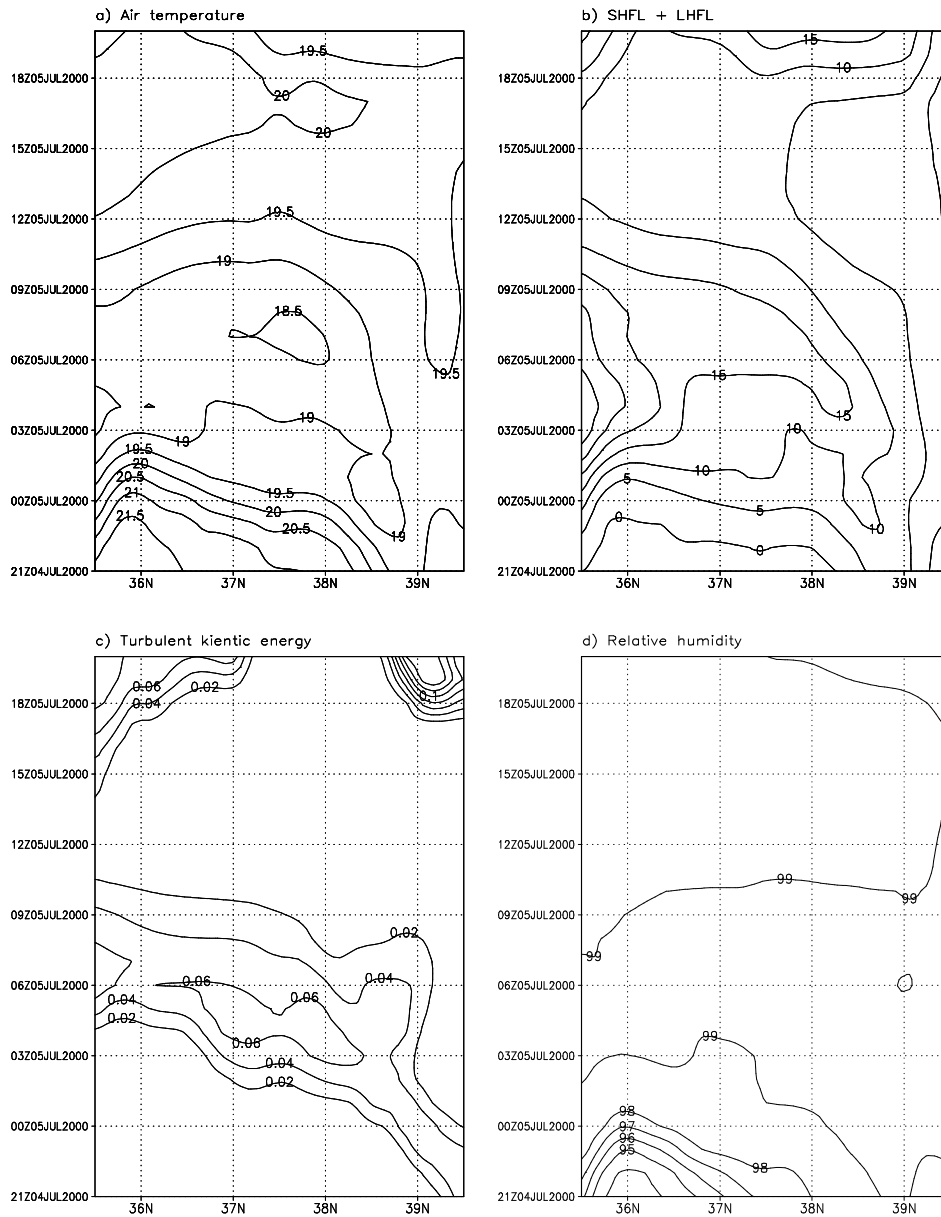 a) Air temperature
b) SHFL + LHFL
19.5
15
10
18Z05JUL2000
18Z05JUL2000
20
20
15Z05JUL2000
15Z05JUL2000
12Z05JUL2000
19.5
12Z05JUL2000
19
09Z05JUL2000
09Z05JUL2000
18.5
06Z05JUL2000
06Z05JUL2000
19.5
15
15
19
03Z05JUL2000
19
03Z05JUL2000
10
19.5
20
20.5
10
5
21
19.5
00Z05JUL2000
00Z05JUL2000
20
21.5
20.5
19
5
0
10
0
21Z04JUL2000
21Z04JUL2000
36N
37N
38N
39N
36N
37N
38N
39N
c) Turbulent kientic energy
d) Relative humidity
0.06
0.02
0.04
0.1
18Z05JUL2000
18Z05JUL2000
15Z05JUL2000
15Z05JUL2000
12Z05JUL2000
12Z05JUL2000
99
99
09Z05JUL2000
09Z05JUL2000
0.02
99
06Z05JUL2000
0.06
0.04
06Z05JUL2000
0.04
0.06
0.02
0.06
99
03Z05JUL2000
0.04
03Z05JUL2000
0.02
98
00Z05JUL2000
00Z05JUL2000
97
96
95
98
21Z04JUL2000
21Z04JUL2000
36N
37N
38N
39N
36N
37N
38N
39N